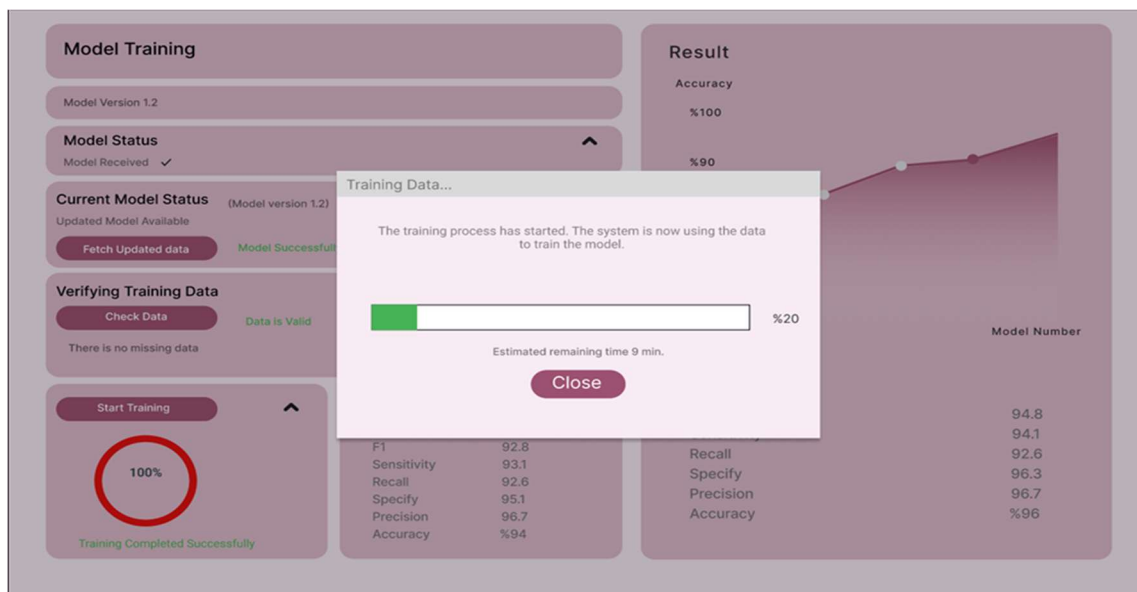 Model Training
Model Version 1.2
Model Status
Model Received
Current Model Status (Model version 1.2)
Updated Model Available
Fetch Updated data Model Successfull
Verifying Training Data
Check Data Data is Valid
There is no missing data
Start Training
100%
Training Completed Successfully
Training Data...
The training process has started. The system is now using the data
to train the model.
%20
Estimated remaining time 9 min.
Close
F1 92.8
Sensitivity 93.1
Recall 92.6
Specify 95.1
Precision 96.7
Accuracy %94
Result
Accuracy
%100
%90
Model Number
94.8
94.1
Recall 92.6
Specify 96.3
Precision 96.7
Accuracy %96